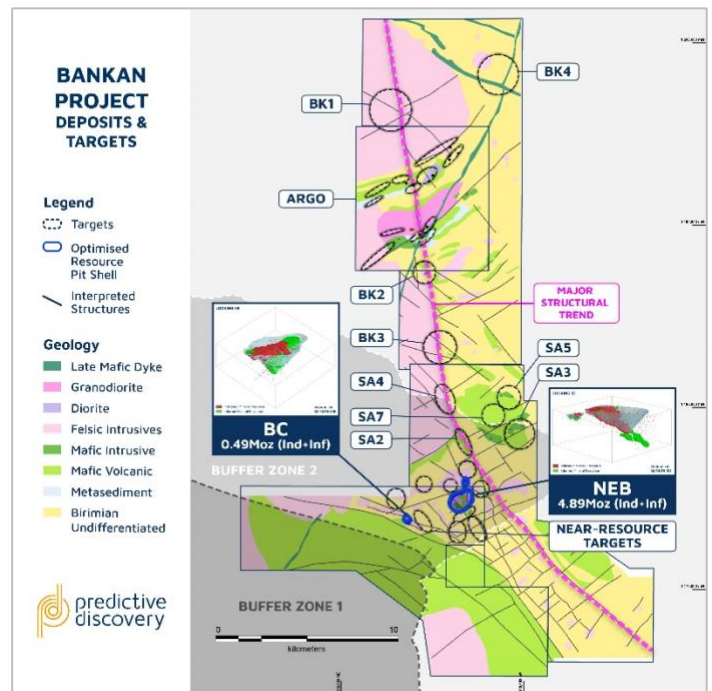 BANKAN
PROJECT
DEPOSITS &
TARGETS
Legend
Targets
Optimised
Resource
Pit Shell
Interpreted
Structures
Geology
Late Mafic Dyke
Granodiorite
Diorite
Felsic Intrusives
Mafic Intrusive
Mafic Volcanic
Metasediment
Birimian
Undifferentiated
predictive
discovery
BK4
BK1
ARGO
BK2
MAJOR
STRUCTURAL
TREND
BK3
SA5
SA4
SA3
SA7
SA2
BC
0.49Moz (Ind+Inf)
BUFFER ZONE 2
NEB
4.89Moz (Ind+Inf)
NEAR-RESOURCE
TARGETS
BUFFER ZONE 1
0 10
kilometers